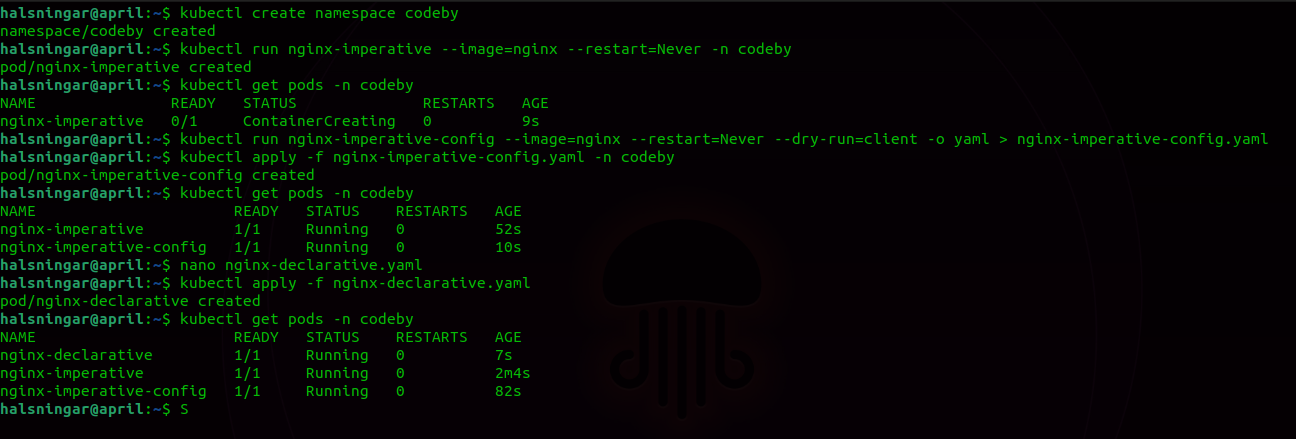 halsningar@april:~$ kubectl create namespace codeby
namespace/codeby created
halsningar@april:~$ kubectl run nginx-imperative --image=nginx --restart=Never -n codeby
pod/nginx-imperative created
halsningar@april:~$ kubectl get pods -n codeby
NAME               READY   STATUS              RESTARTS   AGE
nginx-imperative   0/1     ContainerCreating   0          9s
halsningar@april:~$ kubectl run nginx-imperative-config --image=nginx --restart=Never --dry-run=client -o yaml > nginx-imperative-config.yaml
halsningar@april:~$ kubectl apply -f nginx-imperative-config.yaml -n codeby
pod/nginx-imperative-config created
halsningar@april:~$ kubectl get pods -n codeby
NAME                      READY   STATUS    RESTARTS   AGE
nginx-imperative          1/1     Running   0          52s
nginx-imperative-config   1/1     Running   0          10s
halsningar@april:~$ nano nginx-declarative.yaml
halsningar@april:~$ kubectl apply -f nginx-declarative.yaml
pod/nginx-declarative created
halsningar@april:~$ kubectl get pods -n codeby
NAME                      READY   STATUS    RESTARTS   AGE
nginx-declarative         1/1     Running   0          7s
nginx-imperative          1/1     Running   0          2m4s
nginx-imperative-config   1/1     Running   0          82s
halsningar@april:~$ S